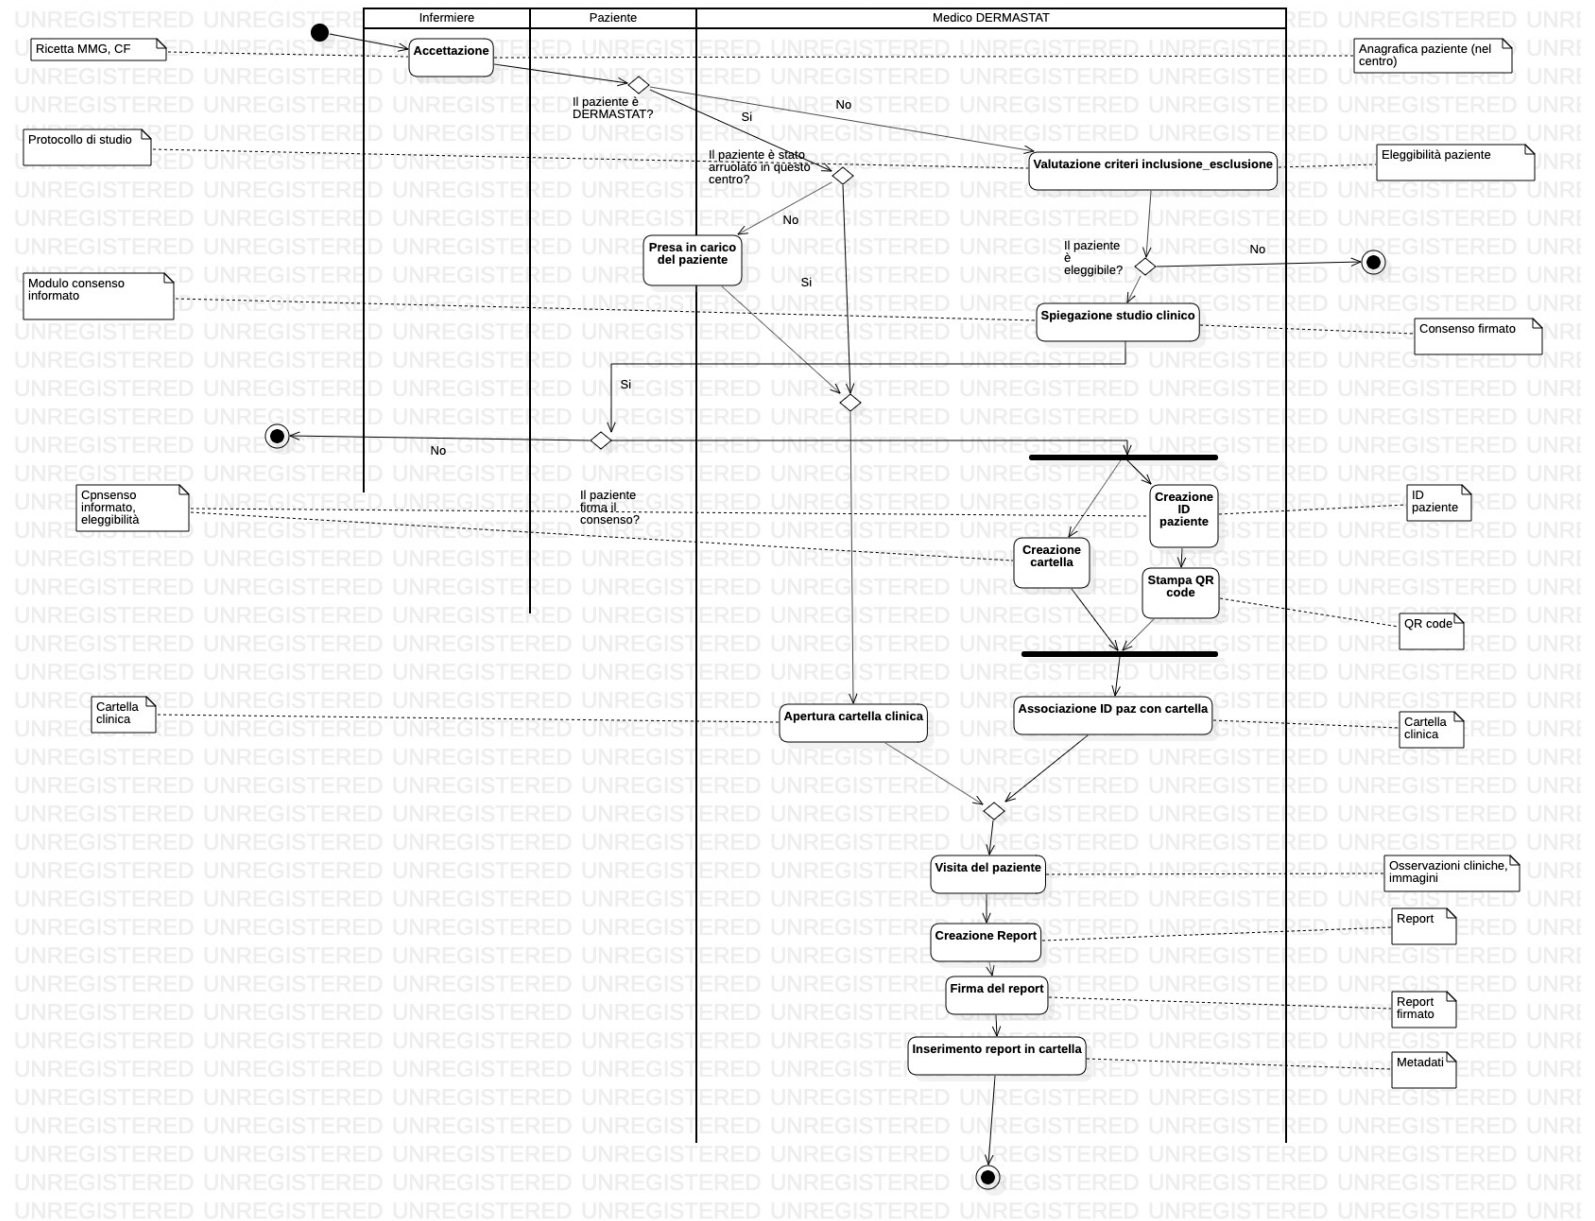 Infermiere
Paziente
Medico DERMASTAT
Ricetta MMG, CF
Accettazione
Anagrafica paziente (nel
centro)
Il paziente è
DERMASTAT?
No
Si
Protocollo di studio
Il paziente è stato
arruolato in questo
centro?
Valutazione criteri inclusione_esclusione
Eleggibilità paziente
No
Presa in carico
del paziente
Il paziente
è
eleggibile?
No
Modulo consenso
informato
Si
Spiegazione studio clinico
Consenso firmato
Si
No
Cpnsenso
informato,
eleggibilità
Il paziente
firma il
consenso?
Creazione
ID
paziente
ID
paziente
Creazione
cartella
Stampa QR
code
QR code
Cartella
clinica
Apertura cartella clinica
Associazione ID paz con cartella
Cartella
clinica
Visita del paziente
Osservazioni cliniche,
immagini
Creazione Report
Report
Firma del report
Report
firmato
Inserimento report in cartella
Metadati
UNREGISTERED